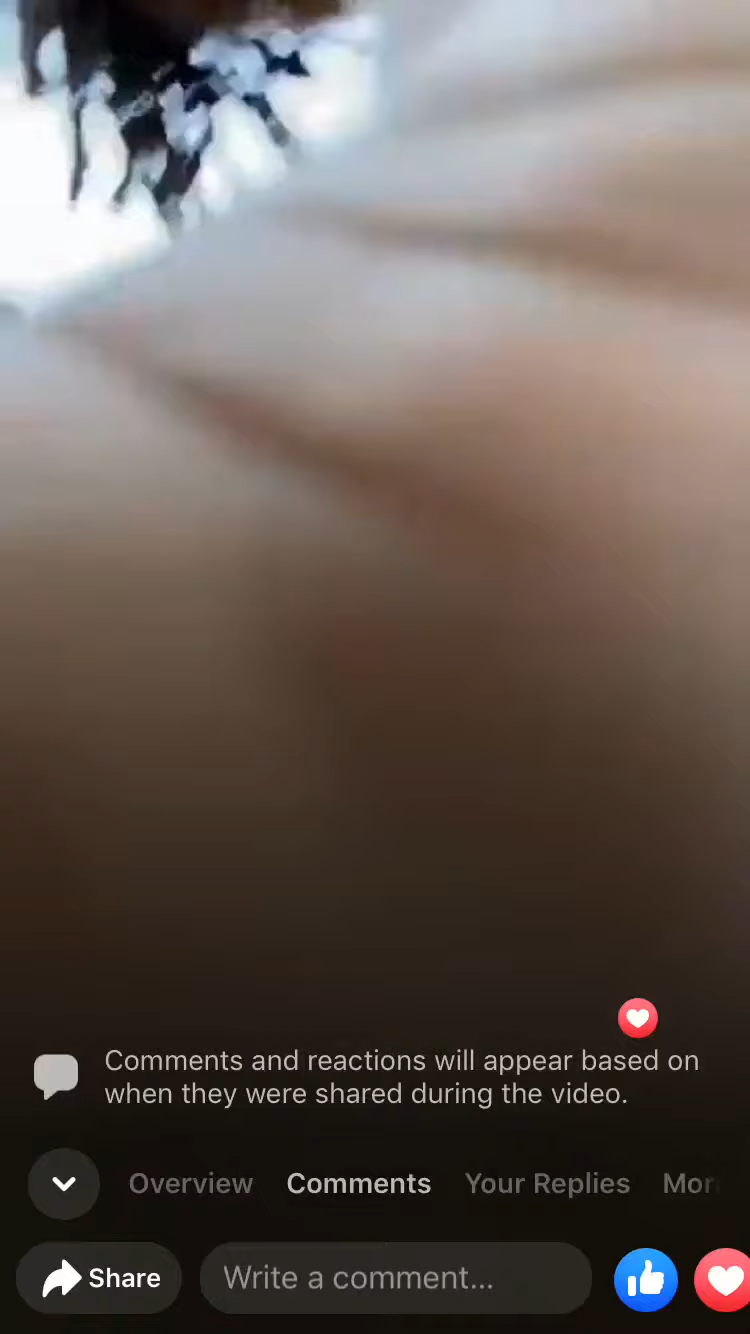 Comments and reactions will appear based on
when they were shared during the video.
Overview Comments Your Replies Mor
Share Write a comment...